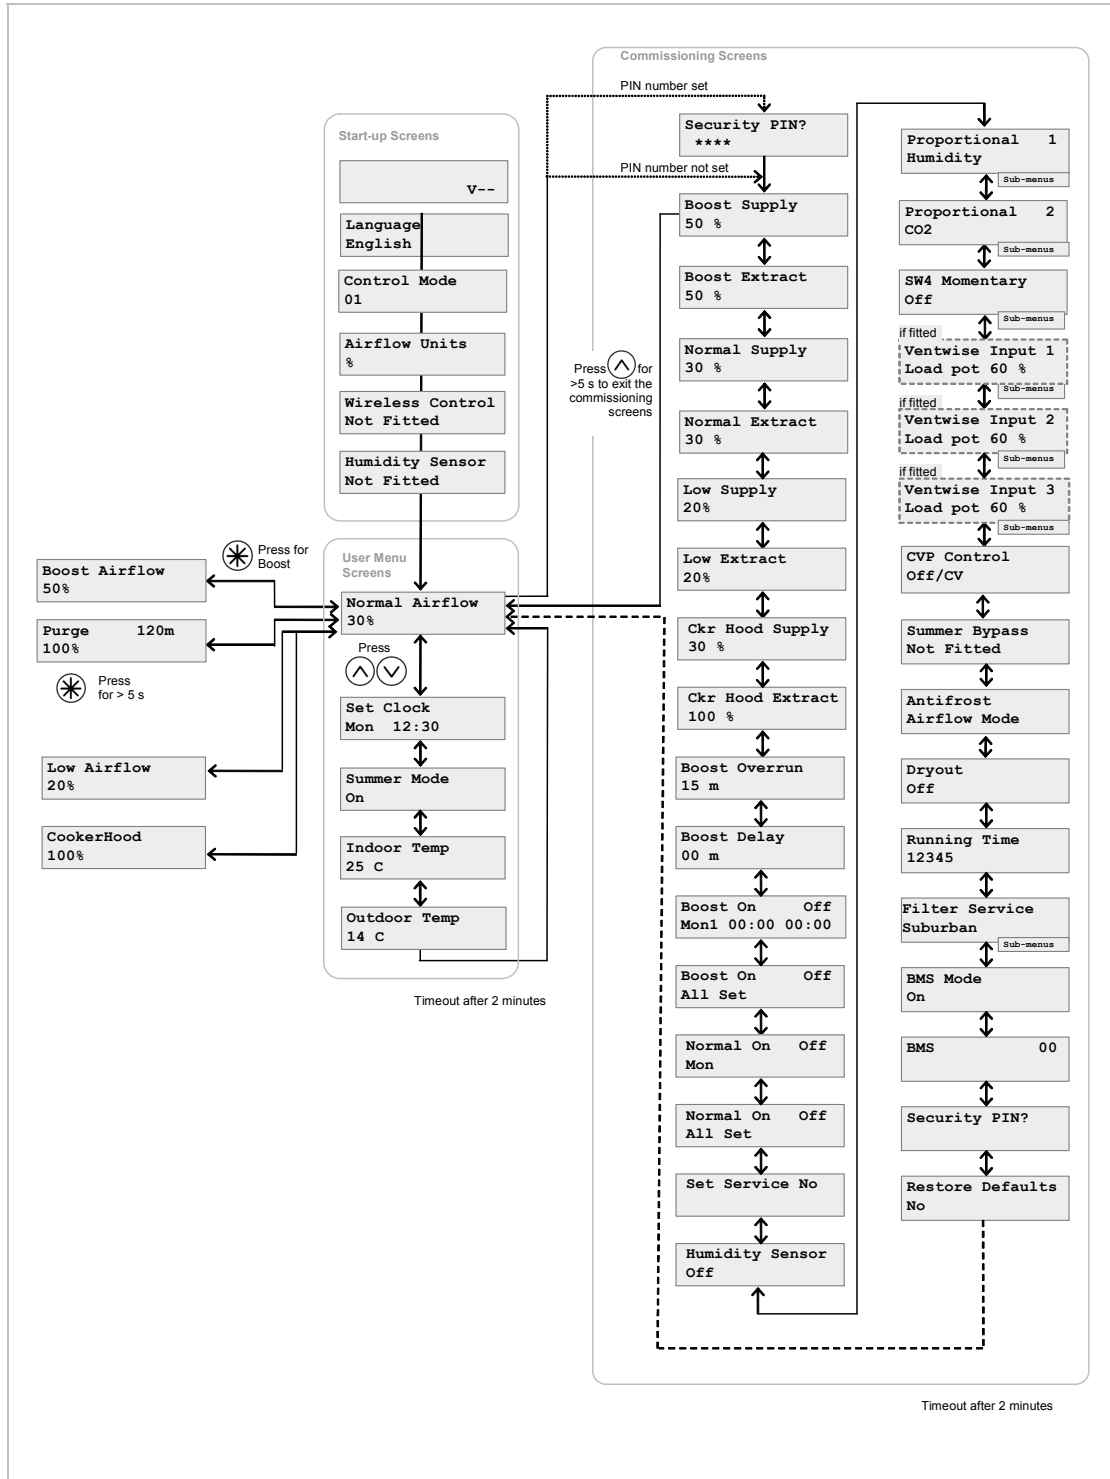 Commissioning Screens
PIN number set
Security PIN?
****
PIN number not set
Start-up Screens
V--
Language
English
Control Mode
01
Airflow Units
%
Wireless Control
Not Fitted
Humidity Sensor
Not Fitted
User Menu
Screens
Normal Airflow
30%
Press
Set Clock
Mon 12:30
Summer Mode
On
Indoor Temp
25 C
Outdoor Temp
14 C
Timeout after 2 minutes
Press for
Boost
Boost Airflow
50%
Purge 120m
100%
Press
for > 5 s
Low Airflow
20%
CookerHood
100%
Press for
>5 s to exit the
commissioning
screens
Boost Supply
50 %
Boost Extract
50 %
Normal Supply
30 %
Normal Extract
30 %
Low Supply
20%
Low Extract
20%
Ckr Hood Supply
30 %
Ckr Hood Extract
100 %
Boost Overrun
15 m
Boost Delay
00 m
Boost On Off
Mon1 00:00 00:00
Boost On Off
All Set
Normal On Off
Mon
Normal On Off
All Set
Set Service No
Humidity Sensor
Off
Proportional 1
Humidity
Sub-menus
Proportional 2
CO2
Sub-menus
SW4 Momentary
Off
Sub-menus
if fitted
Ventwise Input 1
Load pot 60 %
Sub-menus
if fitted
Ventwise Input 2
Load pot 60 %
Sub-menus
if fitted
Ventwise Input 3
Load pot 60 %
Sub-menus
CVP Control
Off/CV
Summer Bypass
Not Fitted
Antifrost
Airflow Mode
Dryout
Off
Running Time
12345
Filter Service
Suburban
Sub-menus
BMS Mode
On
BMS 00
Security PIN?
Restore Defaults
No
Timeout after 2 minutes